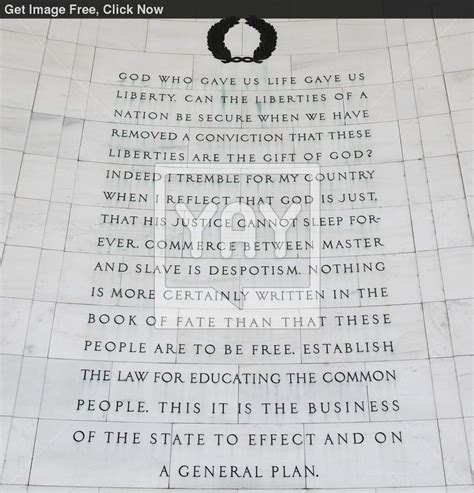 Get Image Free, Click Now
GOD WHO GAVE US LIFE GAVE US
LIBERTY. CAN THE LIBERTIES OF A
NATION BE SECURE WHEN WE HAVE
REMOVED A CONVICTION THAT THESE
LIBERTIES ARE THE GIFT OF GOD?
INDEED I TREMBLE FOR MY COUNTRY
WHEN I REFLECT THAT GOD IS JUST,
THAT HIS JUSTICE CANNOT SLEEP FOR-
EVER. COMMERCE BETWEEN MASTER
AND SLAVE IS DESPOTISM. NOTHING
IS MORE CERTAINLY WRITTEN IN THE
BOOK OF FATE THAN THAT THESE
PEOPLE ARE TO BE FREE. ESTABLISH
THE LAW FOR EDUCATING THE COMMON
PEOPLE. THIS IT IS THE BUSINESS
OF THE STATE TO EFFECT AND ON
A GENERAL PLAN.
YAY